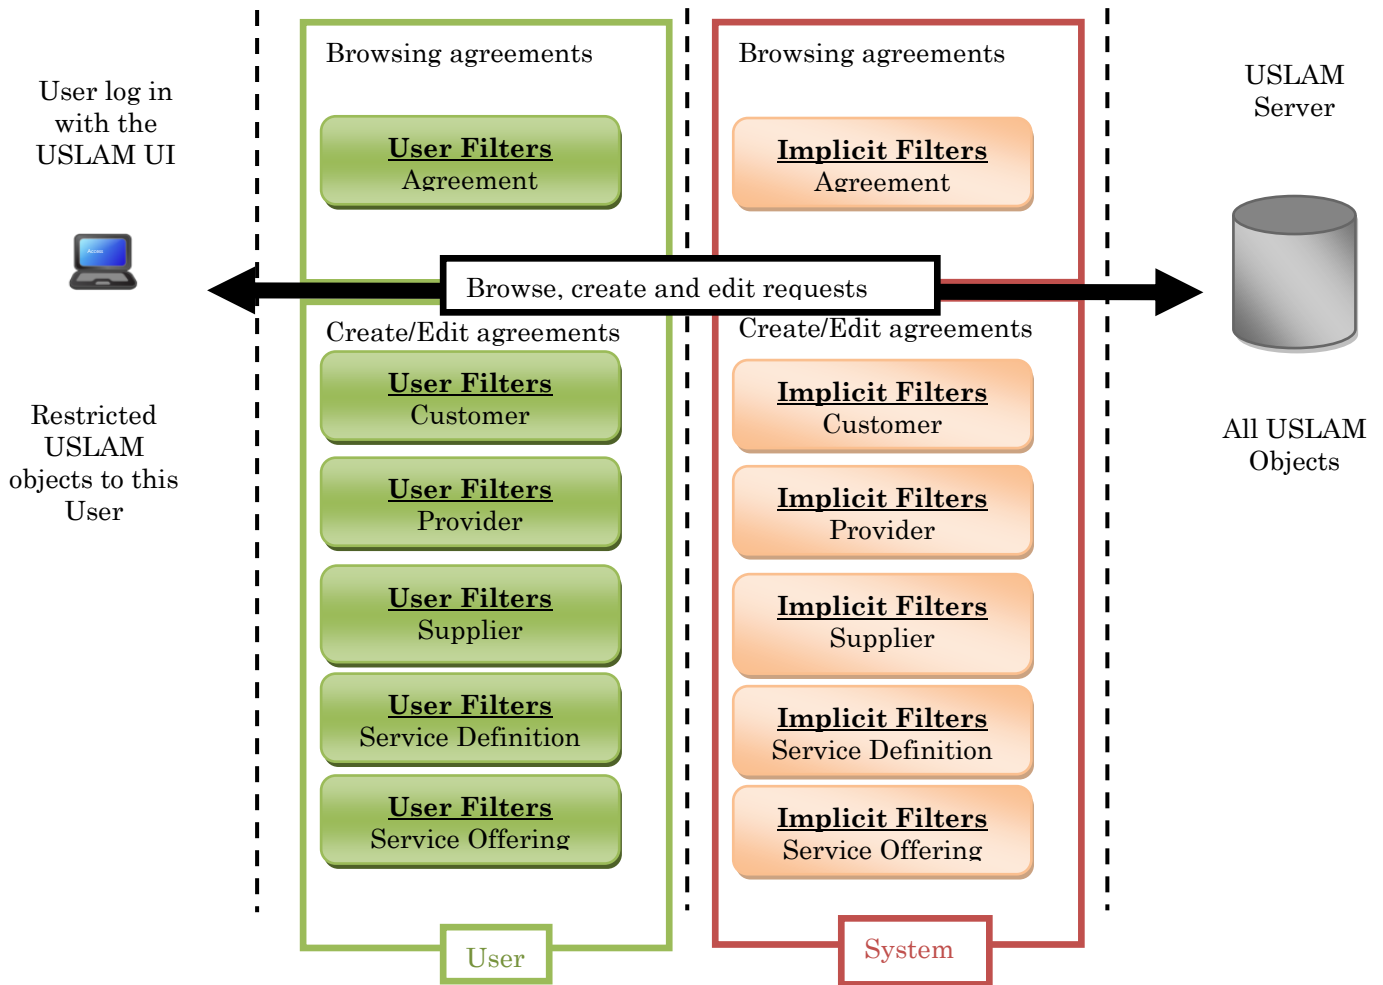 User log in
with the
USLAM UI
Access
Restricted
USLAM
objects to this
User
Browsing agreements
User Filters
Agreement
Browse, create and edit requests
Create/Edit agreements
User Filters
Customer
User Filters
Provider
User Filters
Supplier
User Filters
Service Definition
User Filters
Service Offering
User
Browsing agreements
Implicit Filters
Agreement
Create/Edit agreements
Implicit Filters
Customer
Implicit Filters
Provider
Implicit Filters
Supplier
Implicit Filters
Service Definition
Implicit Filters
Service Offering
System
USLAM
Server
All USLAM
Objects